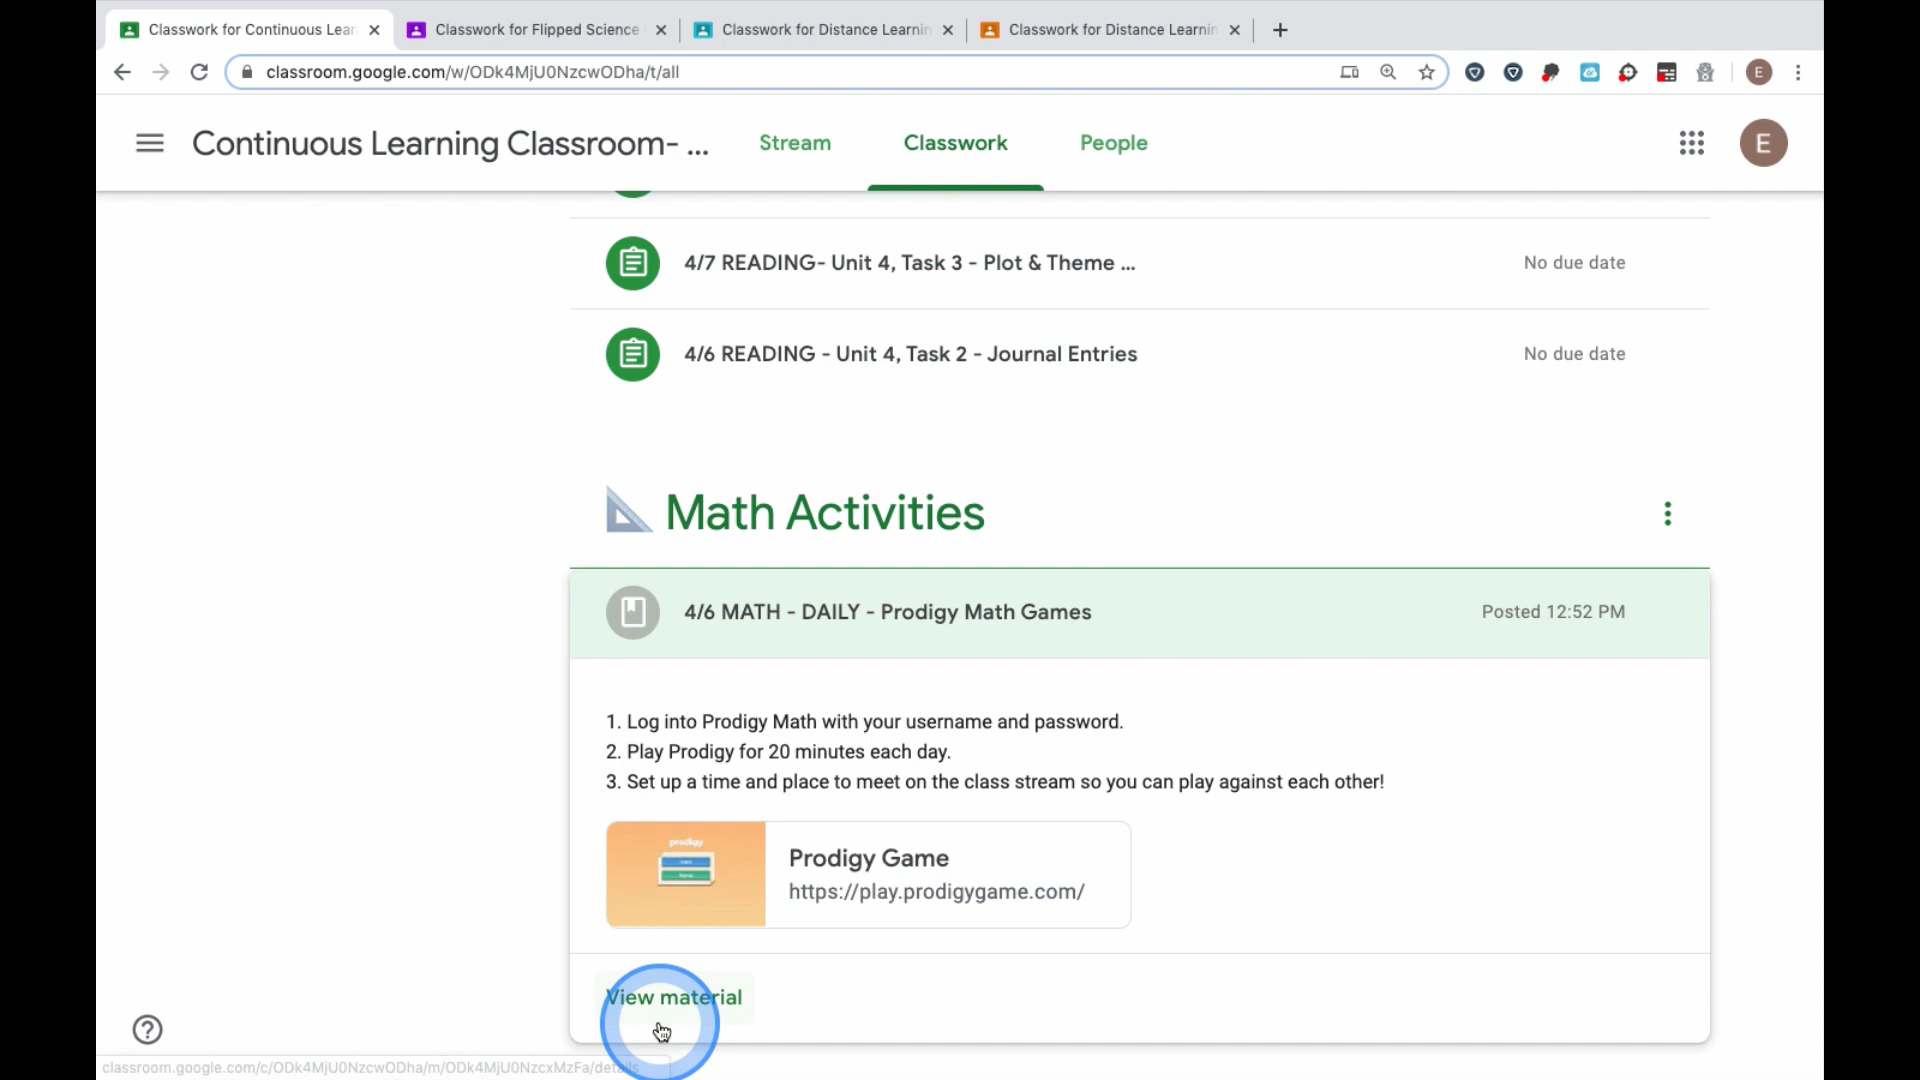 Classwork for Continuous Lear
Classwork for Flipped Science
Classwork for Distance Learnin
Classwork for Distance Learnin
classroom.google.com/w/ODk4MjU0NzcwODha/t/all
E
Continuous Learning Classroom- ...
Stream
Classwork
People
E
4/7 READING- Unit 4, Task 3 - Plot & Theme ...
No due date
4/6 READING - Unit 4, Task 2 - Journal Entries
No due date
Math Activities
4/6 MATH - DAILY - Prodigy Math Games
Posted 12:52 PM
1. Log into Prodigy Math with your username and password.
2. Play Prodigy for 20 minutes each day.
3. Set up a time and place to meet on the class stream so you can play against each other!
prodigy
Prodigy Game
https://play.prodigygame.com/
View material
classroom.google.com/c/ODk4MjU0NzcwODha/m/ODk4MjU0NzcxMzFa/details